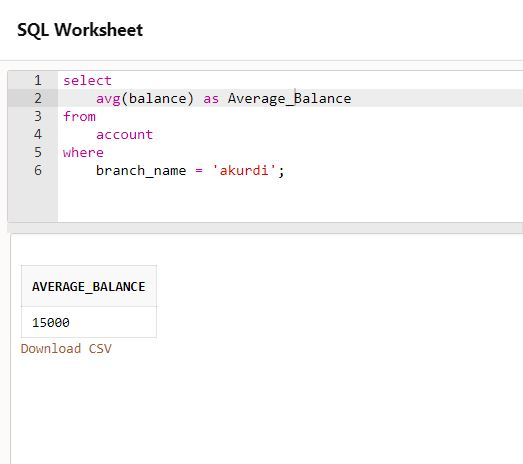 SQL Worksheet
1 select
2 avg(balance) as Average_Balance
3 from
4 account
5 where
6 branch_name = 'akurdi';
AVERAGE_BALANCE
15000
Download CSV